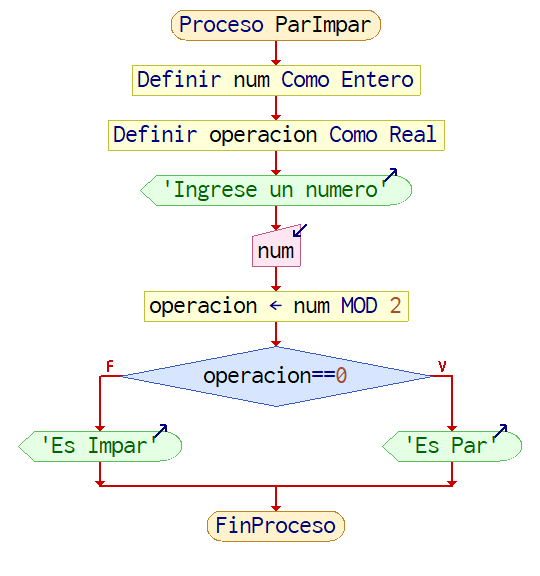 Proceso ParImpar
Definir num Como Entero
Definir operacion Como Real
'Ingrese un numero'
num
operacion ← num MOD 2
operacion==0
F
V
'Es Impar'
'Es Par'
FinProceso